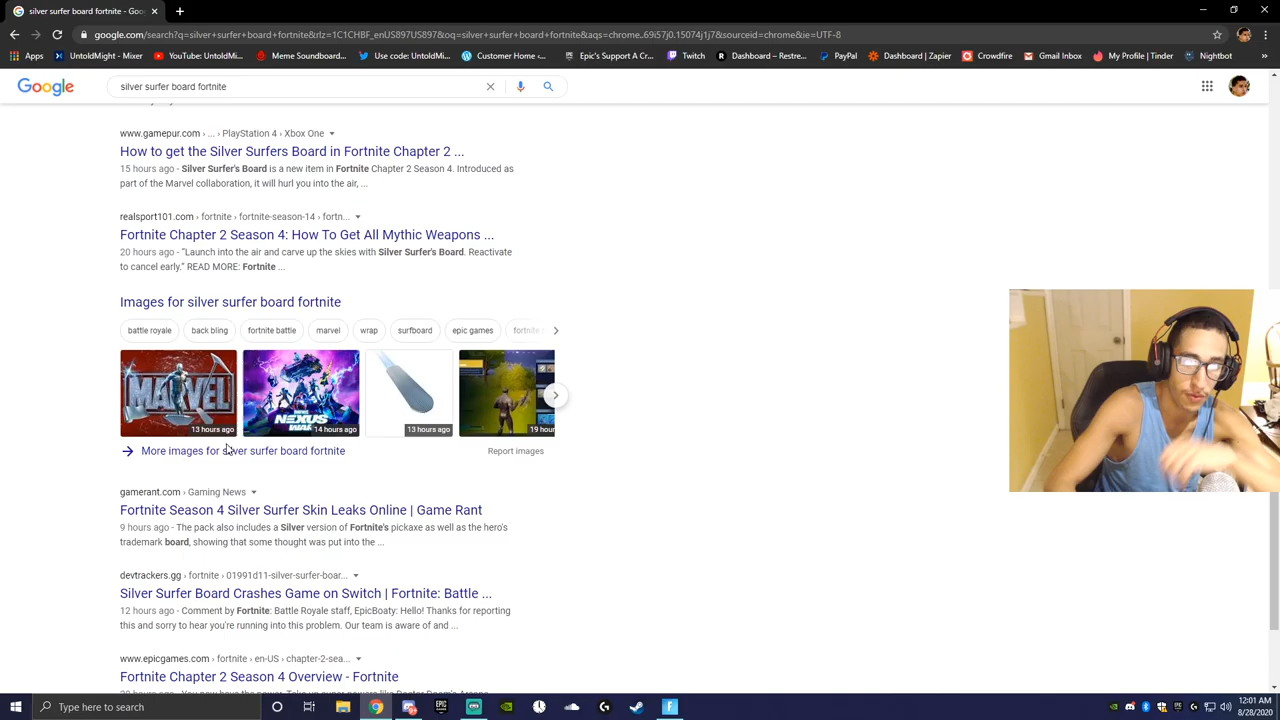 silver surfer board fortnite - Go
google.com/search?q=silver+surfer+board+fortnite&rlz=1C1CHBF_enUS897US897&oq=silver+surfer+board+fortnite&aqs=chrome..69i57j0.15074j1j7&sourceid=chrome&ie=UTF-8
Apps
UntoldMight - Mixer
YouTube - UntoldMi...
Meme Soundboard...
Use code: UntoldMi...
Epic's Support A Cr...
Twitch
Restream – Dashbo...
Dashboard | Restre...
PayPal
Dashboard | Zapier
Crowdfire
Gmail Inbox
My Profile | Tinder
Nightbot
Google
silver surfer board fortnite
www.gamepur.com › ... › PlayStation 4 › Xbox One
How to get the Silver Surfers Board in Fortnite Chapter 2 ...
15 hours ago - Silver Surfer's Board is a new item in Fortnite Chapter 2 Season 4. Introduced as
part of the Marvel collaboration, it will hurl you into the air, ...
realsport101.com › fortnite › fortnite-season-14 › fortn...
Fortnite Chapter 2 Season 4: How To Get All Mythic Weapons ...
20 hours ago - “Launch into the air and carve up the skies with Silver Surfer's Board. Reactivate
to cancel early.” READ MORE: Fortnite ...
Images for silver surfer board fortnite
battle royale
back bling
fortnite battle
marvel
wrap
surfboard
epic games
MARVEL
13 hours ago
NEXUS
WAR
14 hours ago
13 hours ago
19 hour
More images for silver surfer board fortnite
Report images
gamerant.com › Gaming News
Fortnite Season 4 Silver Surfer Skin Leaks Online | Game Rant
9 hours ago - The pack also includes a Silver version of Fortnite's pickaxe as well as the hero's
trademark board, showing that some thought was put into the ...
devtrackers.gg › fortnite › 01991d11-silver-surfer-boar...
Silver Surfer Board Crashes Game on Switch | Fortnite: Battle ...
12 hours ago - Comment by Fortnite: Battle Royale staff, EpicBoaty: Hello! Thanks for reporting
this and sorry to hear you're running into this problem. Our team is aware of and ...
www.epicgames.com › fortnite › en-US › chapter-2-sea...
Fortnite Chapter 2 Season 4 Overview - Fortnite
Type here to search
12:01 AM
8/28/2020